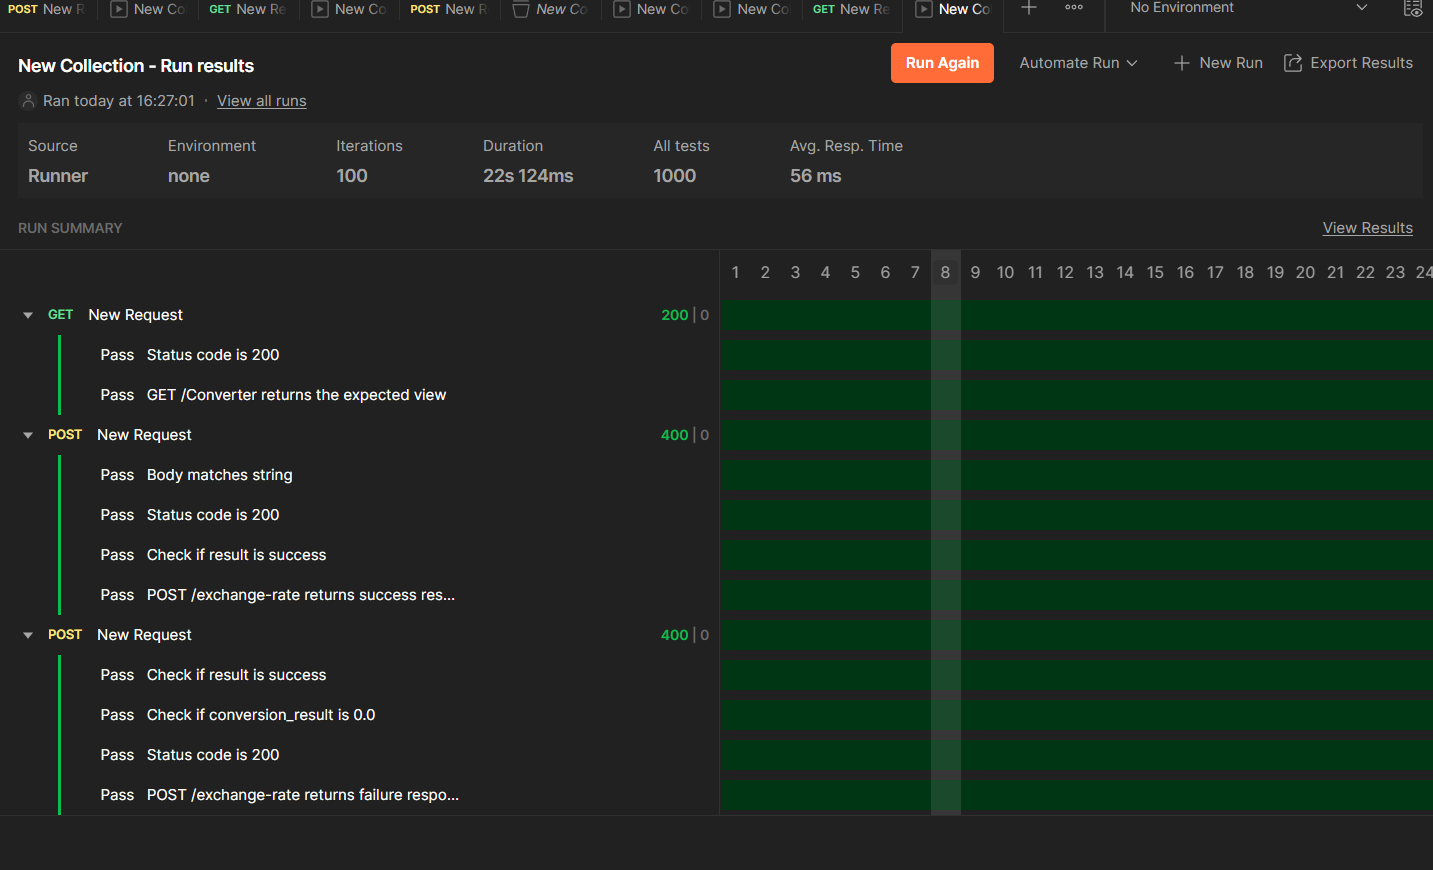 POST New R New Co GET New Re New Co POST New R New Co New Co New Co GET New Re New Co No Environment
New Collection - Run results
Run Again Automate Run New Run Export Results
Ran today at 16:27:01 · View all runs
Source Environment Iterations Duration All tests Avg. Resp. Time
Runner none 100 22s 124ms 1000 56 ms
RUN SUMMARY View Results
1 2 3 4 5 6 7 8 9 10 11 12 13 14 15 16 17 18 19 20 21 22 23 24
GET New Request 200 | 0
Pass Status code is 200
Pass GET /Converter returns the expected view
POST New Request 400 | 0
Pass Body matches string
Pass Status code is 200
Pass Check if result is success
Pass POST /exchange-rate returns success res...
POST New Request 400 | 0
Pass Check if result is success
Pass Check if conversion_result is 0.0
Pass Status code is 200
Pass POST /exchange-rate returns failure respo...